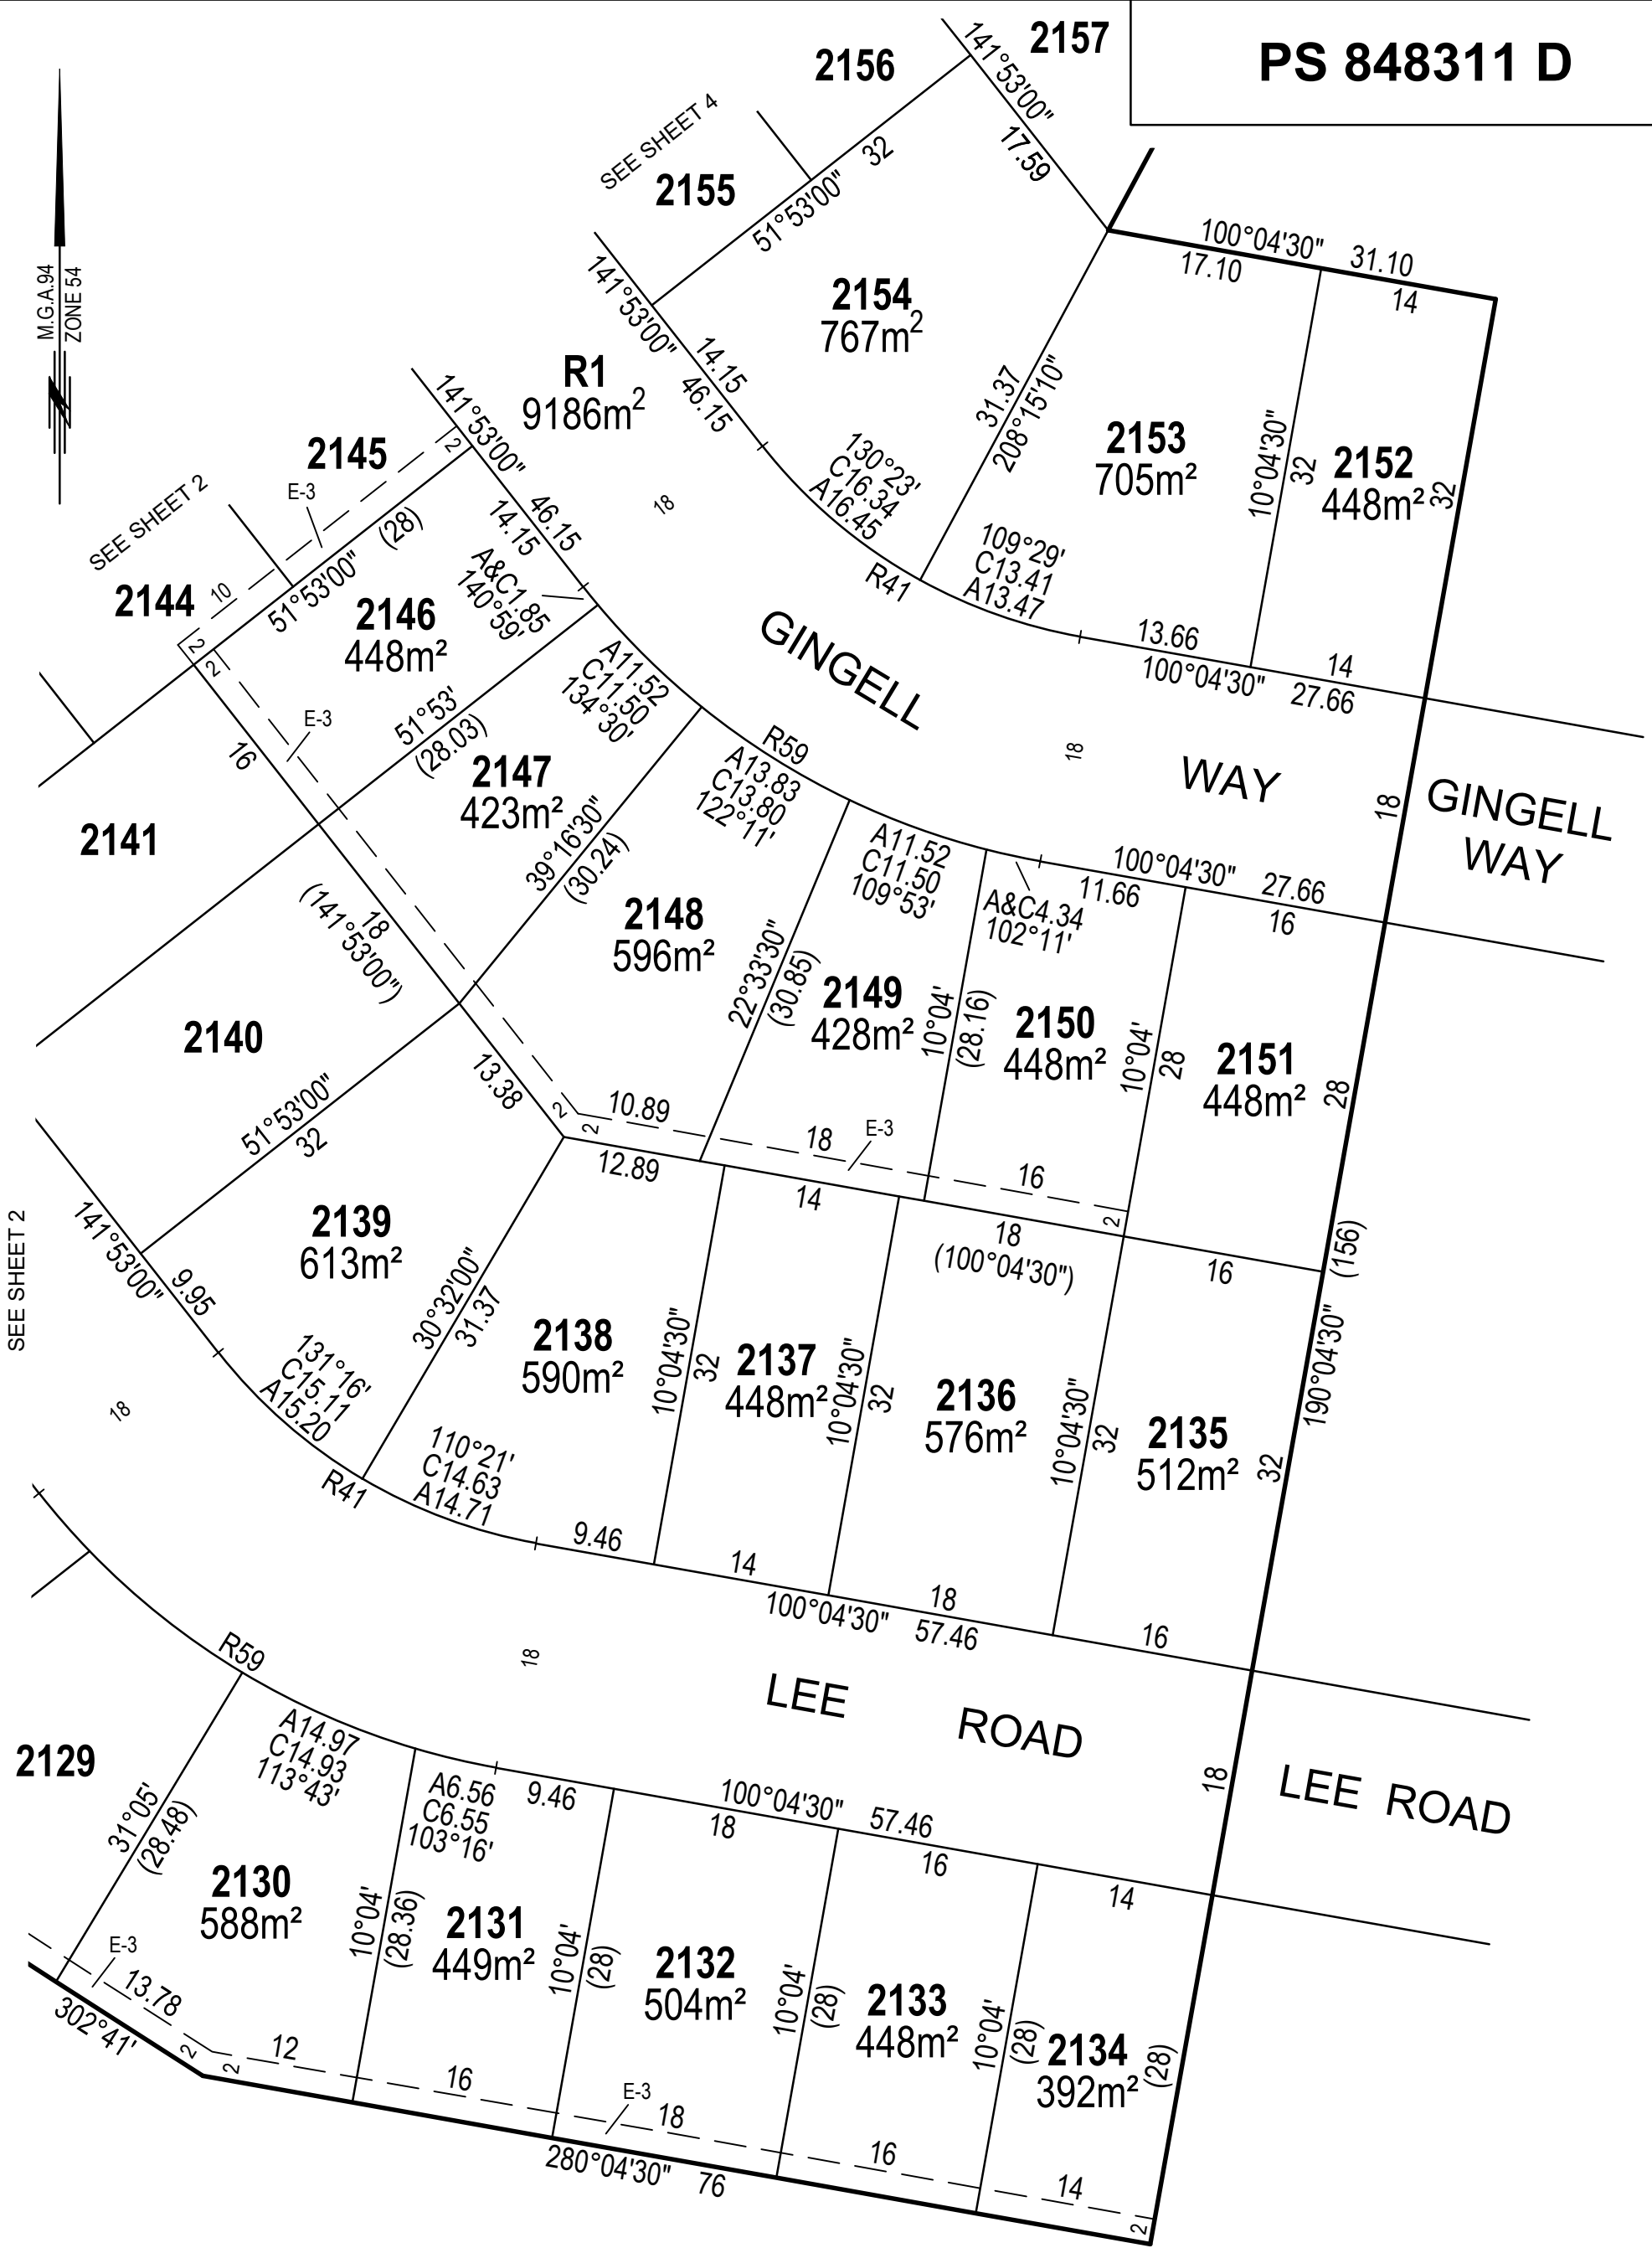 PS 848311 D
M.G.A.94
ZONE 54
2157
2156
141°53'00"
17.59
SEE SHEET 4
2155
32
51°53'00"
100°04'30"
31.10
17.10
14
2154
767m²
141°53'00"
14.15
46.15
R1
9186m²
31.37
208°15'10"
2153
705m²
10°04'30"
32
2152
448m²
32
130°23'
C16.34
A16.45
R41
109°29'
C13.41
A13.47
13.66
14
100°04'30"
27.66
141°53'00"
2145
2
E-3
(28)
SEE SHEET 2
46.15
14.15
18
2144
10
51°53'00"
2
2
2146
448m²
A&C1.85
140°59'
GINGELL
WAY
18
18
GINGELL
WAY
E-3
16
51°53'
(28.03)
A11.52
C11.50
134°30'
R59
2147
423m²
A13.83
C13.80
122°11'
39°16'30"
(30.24)
A11.52
C11.50
109°53'
100°04'30"
27.66
11.66
16
A&C4.34
102°11'
2141
18
(141°53'00")
2148
596m²
22°33'30"
(30.85)
2149
428m²
10°04'
(28.16)
2150
448m²
10°04'
28
2151
448m²
28
2140
13.38
2
2
10.89
18
E-3
16
2
51°53'00"
32
12.89
14
18
(100°04'30")
16
(156)
190°04'30"
SEE SHEET 2
2139
613m²
141°53'00"
9.95
131°16'
C15.11
A15.20
30°32'00"
31.37
2138
590m²
10°04'30"
32
2137
448m²
10°04'30"
32
2136
576m²
10°04'30"
32
2135
512m²
32
18
R41
110°21'
C14.63
A14.71
9.46
14
18
100°04'30"
57.46
16
R59
18
LEE ROAD
18
LEE ROAD
2129
A14.97
C14.93
113°43'
A6.56
C6.55
103°16'
9.46
100°04'30"
57.46
18
16
14
31°05'
(28.48)
2130
588m²
10°04'
(28.36)
2131
449m²
10°04'
(28)
2132
504m²
10°04'
(28)
2133
448m²
10°04'
(28)
2134
392m²
(28)
E-3
13.78
302°41'
2
2
12
16
E-3
18
16
14
2
280°04'30"
76